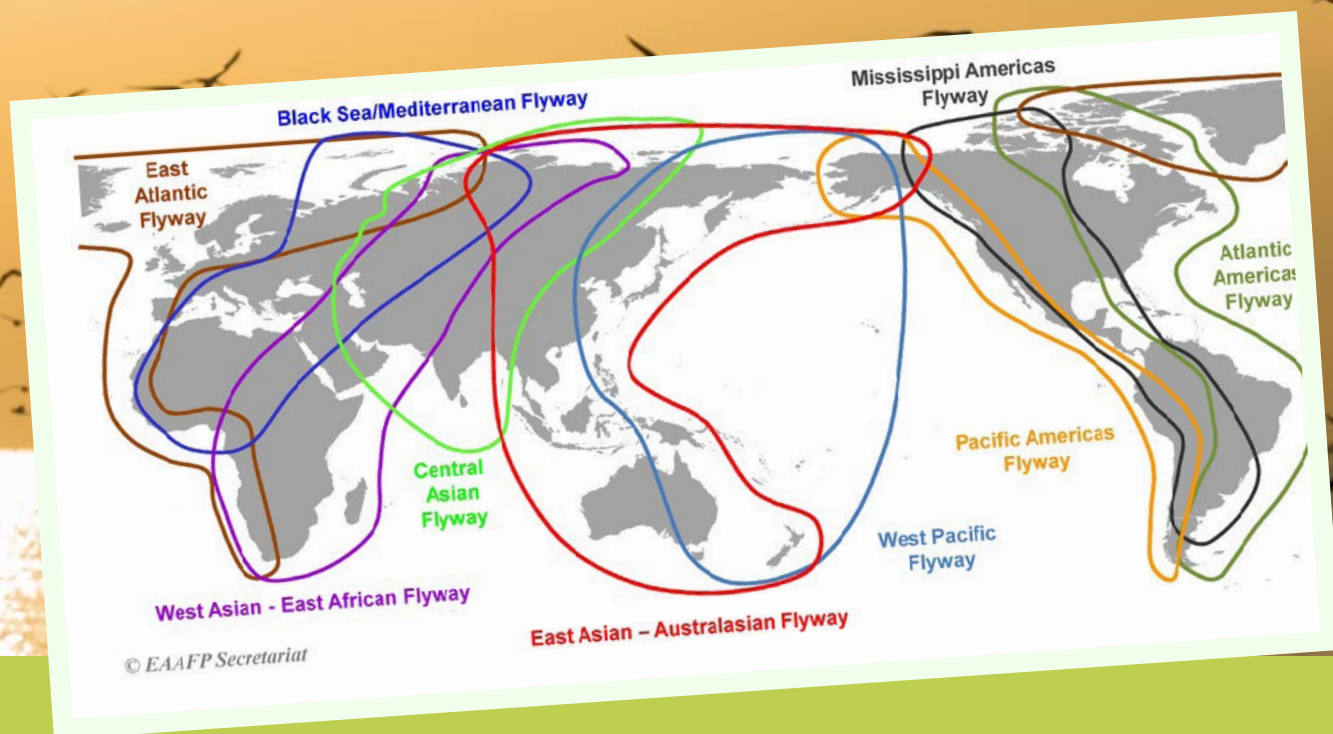 Mississippi Americas
Flyway
Black Sea/Mediterranean Flyway
East
Atlantic
Flyway
Atlantic
Americas
Flyway
Pacific Americas
Flyway
Central
Asian
Flyway
West Pacific
Flyway
West Asian - East African Flyway
East Asian – Australasian Flyway
© EAAFP Secretariat